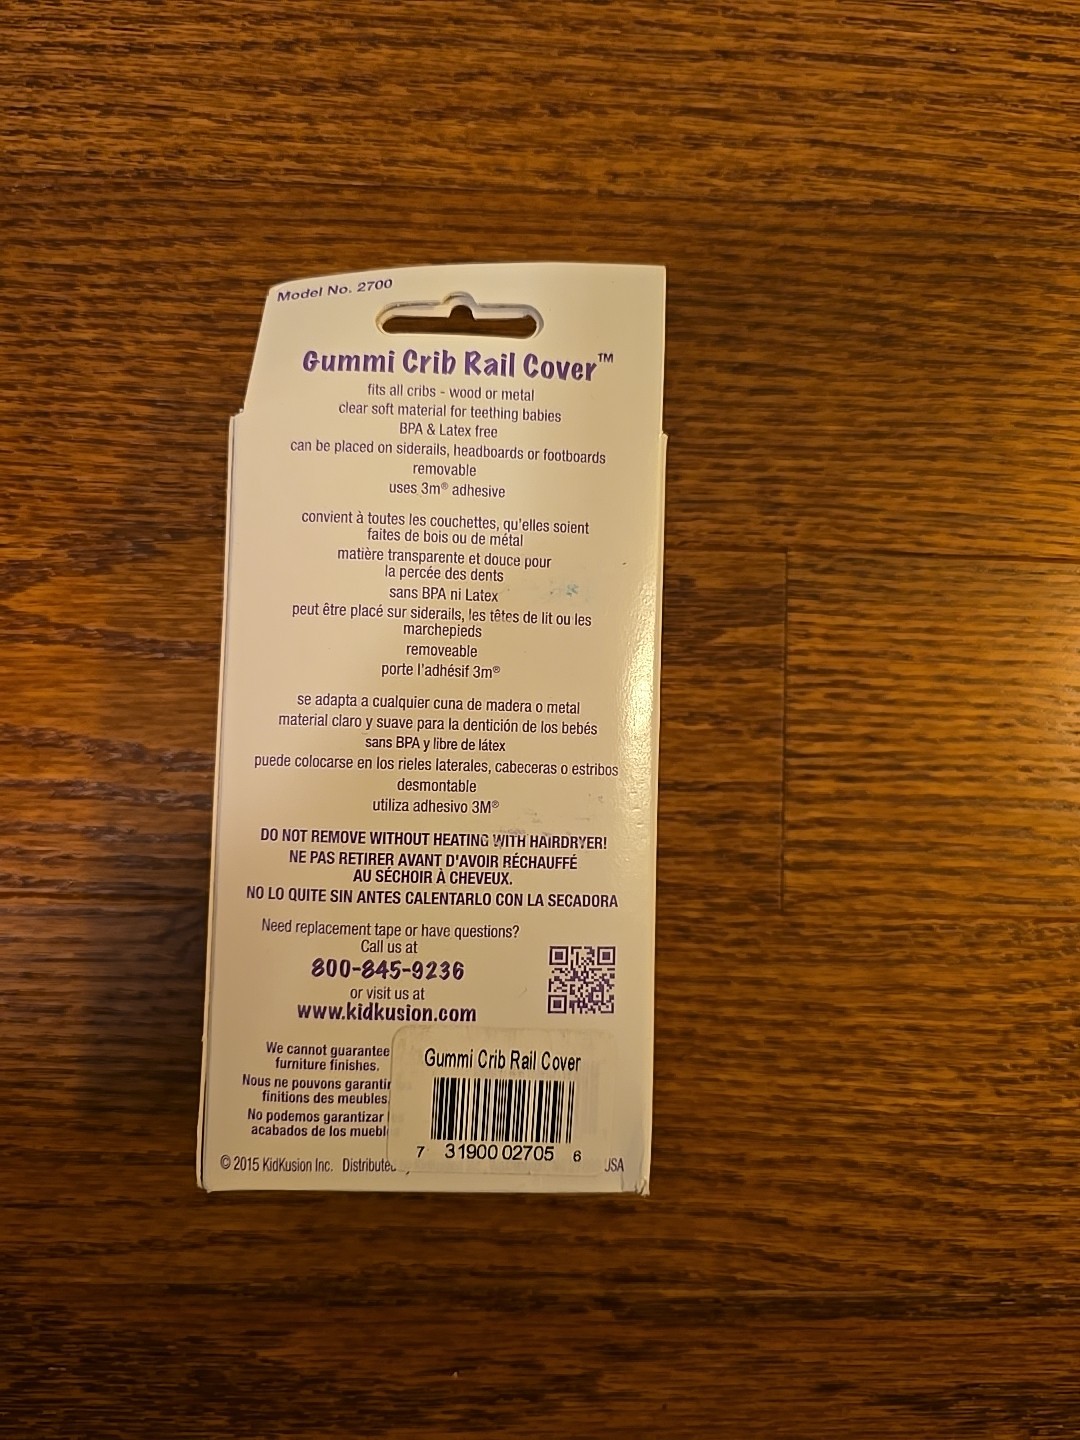 Model No. 2700
Gummi Crib Rail Cover™
fits all cribs - wood or metal
clear soft material for teething babies
BPA & Latex free
can be placed on siderails, headboards or footboards
removable
uses 3m® adhesive
convient à toutes les couchettes, qu'elles soient
faites de bois ou de métal
matière transparente et douce pour
la percée des dents
sans BPA ni Latex
peut être placé sur siderails, les têtes de lit ou les
marchepieds
removeable
porte l'adhésif 3m®
se adapta a cualquier cuna de madera o metal
material claro y suave para la dentición de los bebés
sans BPA y libre de látex
puede colocarse en los rieles laterales, cabeceras o estribos
desmontable
utiliza adhesivo 3M®
DO NOT REMOVE WITHOUT HEATING WITH HAIRDRYER!
NE PAS RETIRER AVANT D'AVOIR RÉCHAUFFÉ
AU SÉCHOIR À CHEVEUX.
NO LO QUITE SIN ANTES CALENTARLO CON LA SECADORA
Need replacement tape or have questions?
Call us at
800-845-9236
or visit us at
www.kidkusion.com
We cannot guarantee
furniture finishes.
Nous ne pouvons garantir
finitions des meubles.
No podemos garantizar
acabados de los
Gummi Crib Rail Cover
7 31900 02705 6
© 2015 KidKusion Inc. USA